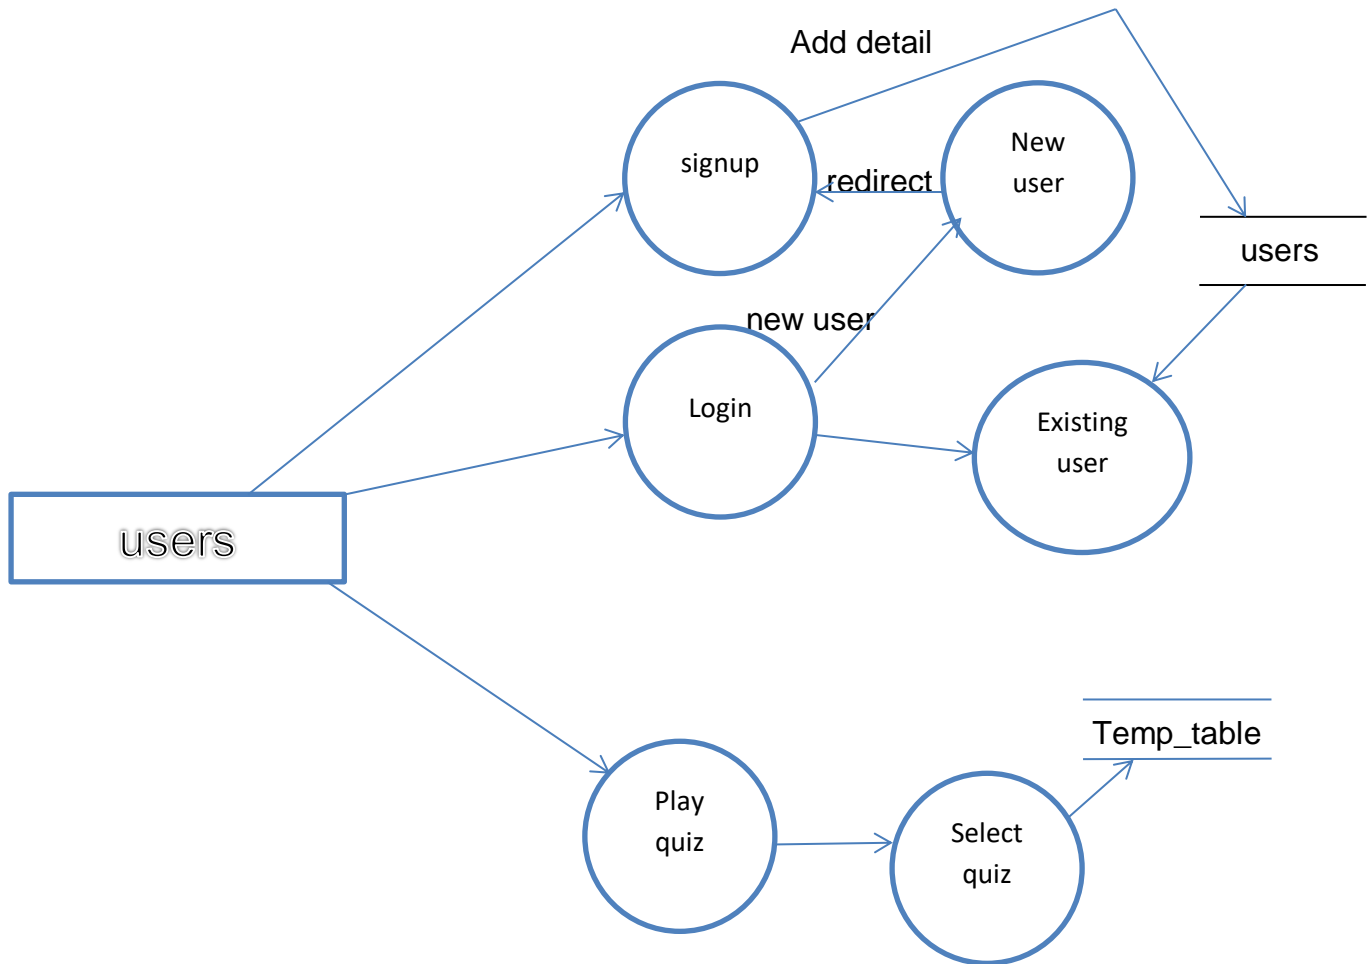 Add detail
signup
New
user
redirect
users
new user
Login
Existing
user
users
Temp_table
Play
quiz
Select
quiz